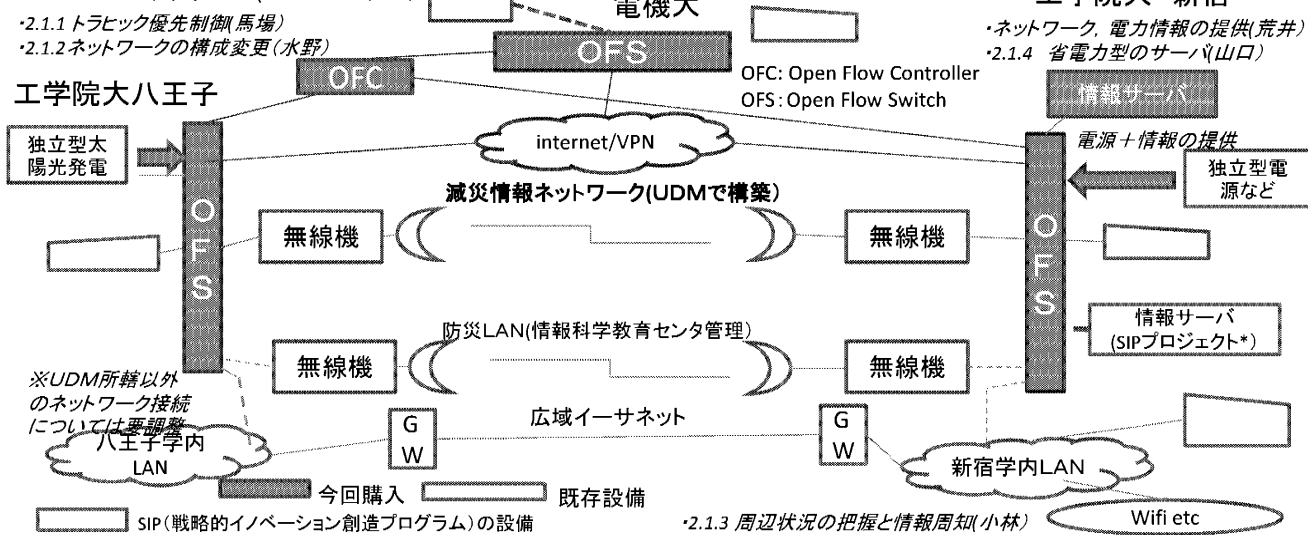 電機大
・2.1.1 トラヒック優先制御(馬場)
・2.1.2ネットワークの構成変更(水野)
・ネットワーク, 電力情報の提供(荒井)
・2.1.4 省電力型のサーバ(山口)
OFS
OFC
OFC: Open Flow Controller
OFS:Open Flow Switch
工学院大八王子
情報サーバ
独立型太
陽光発電
internet/VPN
電源+情報の提供
独立型電
源など
減災情報ネットワーク(UDMで構築)
OFS
無線機
無線機
OFS
防災LAN(情報科学教育センタ管理)
情報サーバ
(SIPプロジェクト*)
無線機
無線機
※UDM所轄以外
のネットワーク接続
については要調整
広域イーサネット
GW
GW
八王子学内
LAN
新宿学内LAN
今回購入
既存設備
SIP(戦略的イノベーション創造プログラム)の設備
・2.1.3 周辺状況の把握と情報周知(小林)
Wifi etc